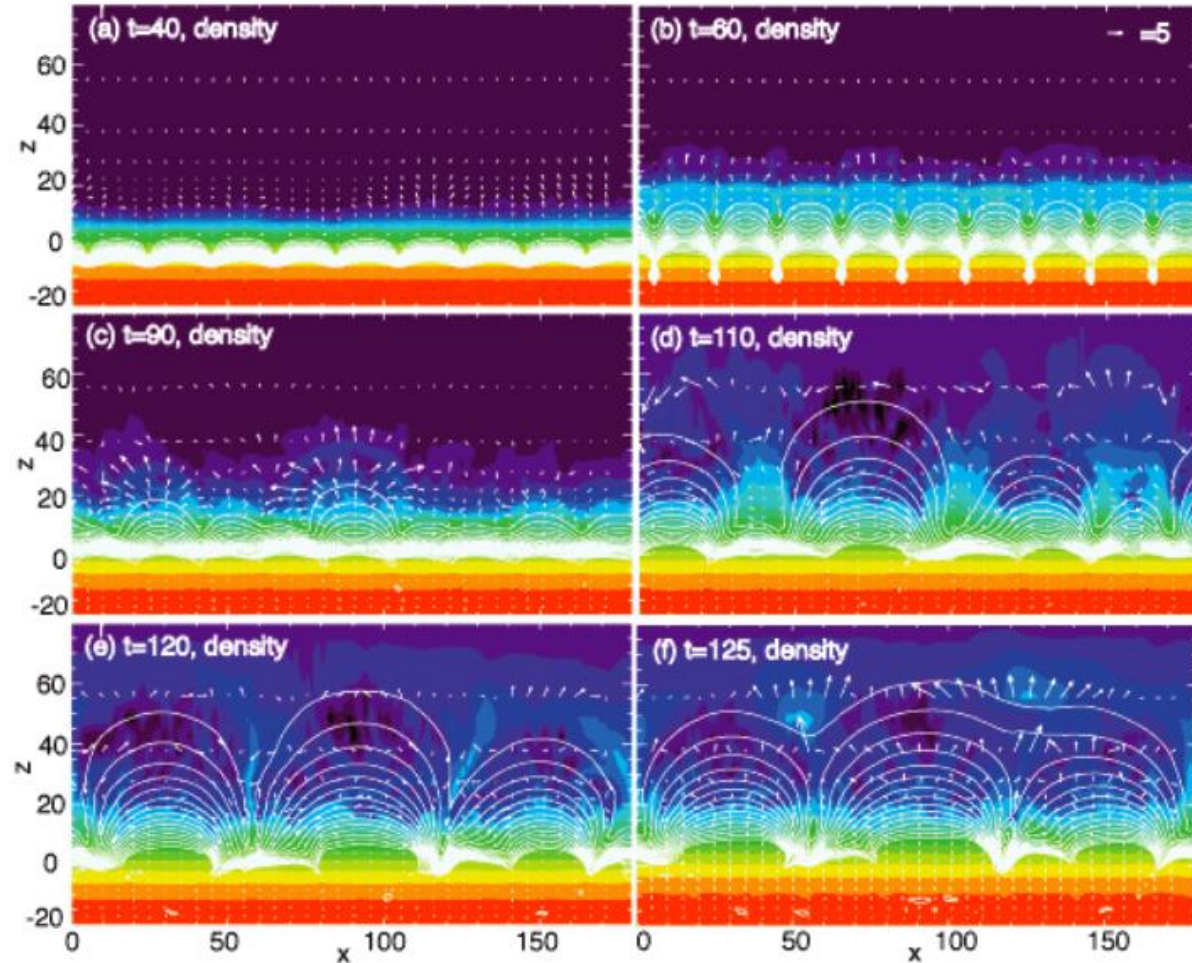 (a) t=40, density
(b) t=60, density
=5
60
40
z
20
0
-20
(c) t=90, density
(d) t=110, density
60
40
z
20
0
-20
(e) t=120, density
(f) t=125, density
60
40
z
20
0
-20
0 50 100 150 0 50 100 150
x x